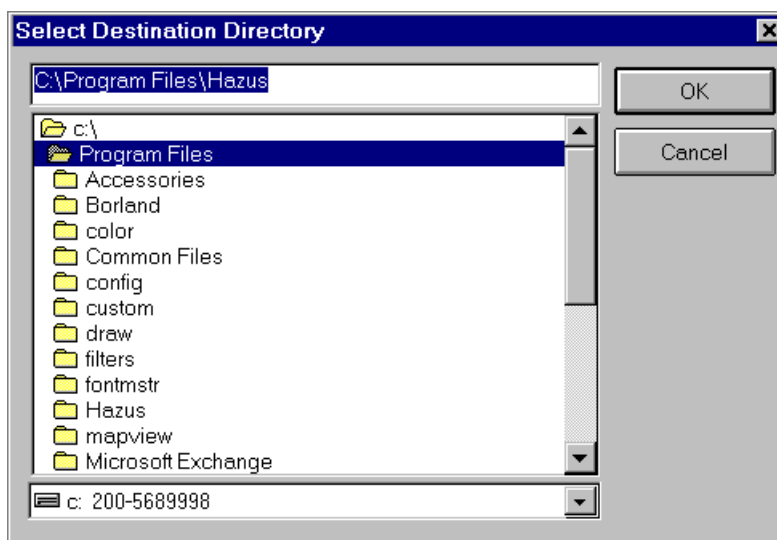 Select Destination Directory
C:\Program Files\Hazus
OK
c:\
Program Files
Cancel
Accessories
Borland
color
Common Files
config
custom
draw
filters
fontmstr
Hazus
mapview
Microsoft Exchange
c: 200-5689998